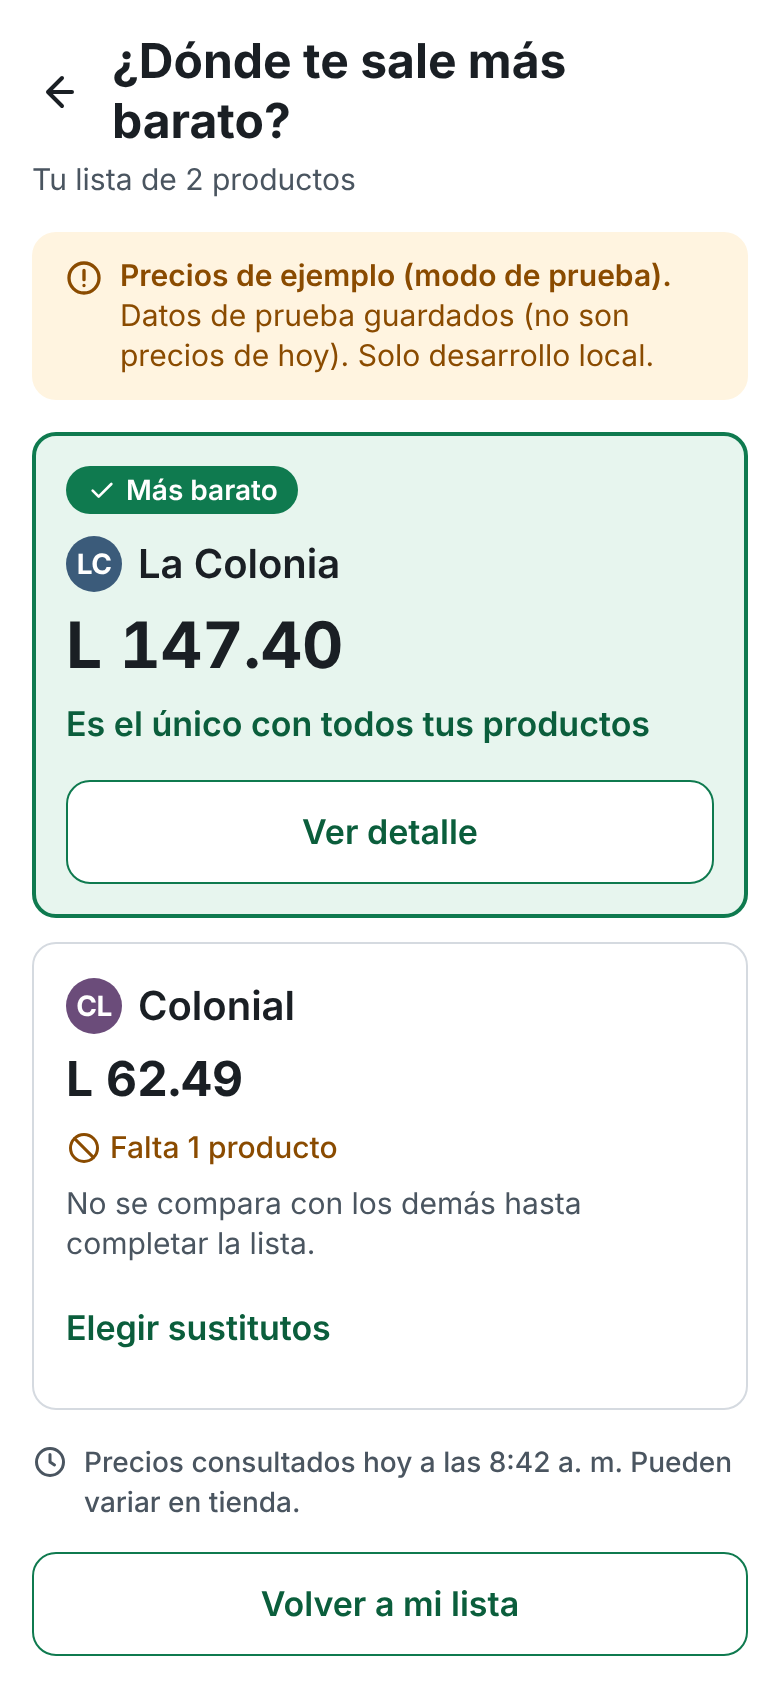 ¿Dónde te sale más
barato?
Tu lista de 2 productos
Precios de ejemplo (modo de prueba).
Datos de prueba guardados (no son
precios de hoy). Solo desarrollo local.
Más barato
LC La Colonia
L 147.40
Es el único con todos tus productos
Ver detalle
CL Colonial
L 62.49
Falta 1 producto
No se compara con los demás hasta
completar la lista.
Elegir sustitutos
Precios consultados hoy a las 8:42 a. m. Pueden
variar en tienda.
Volver a mi lista